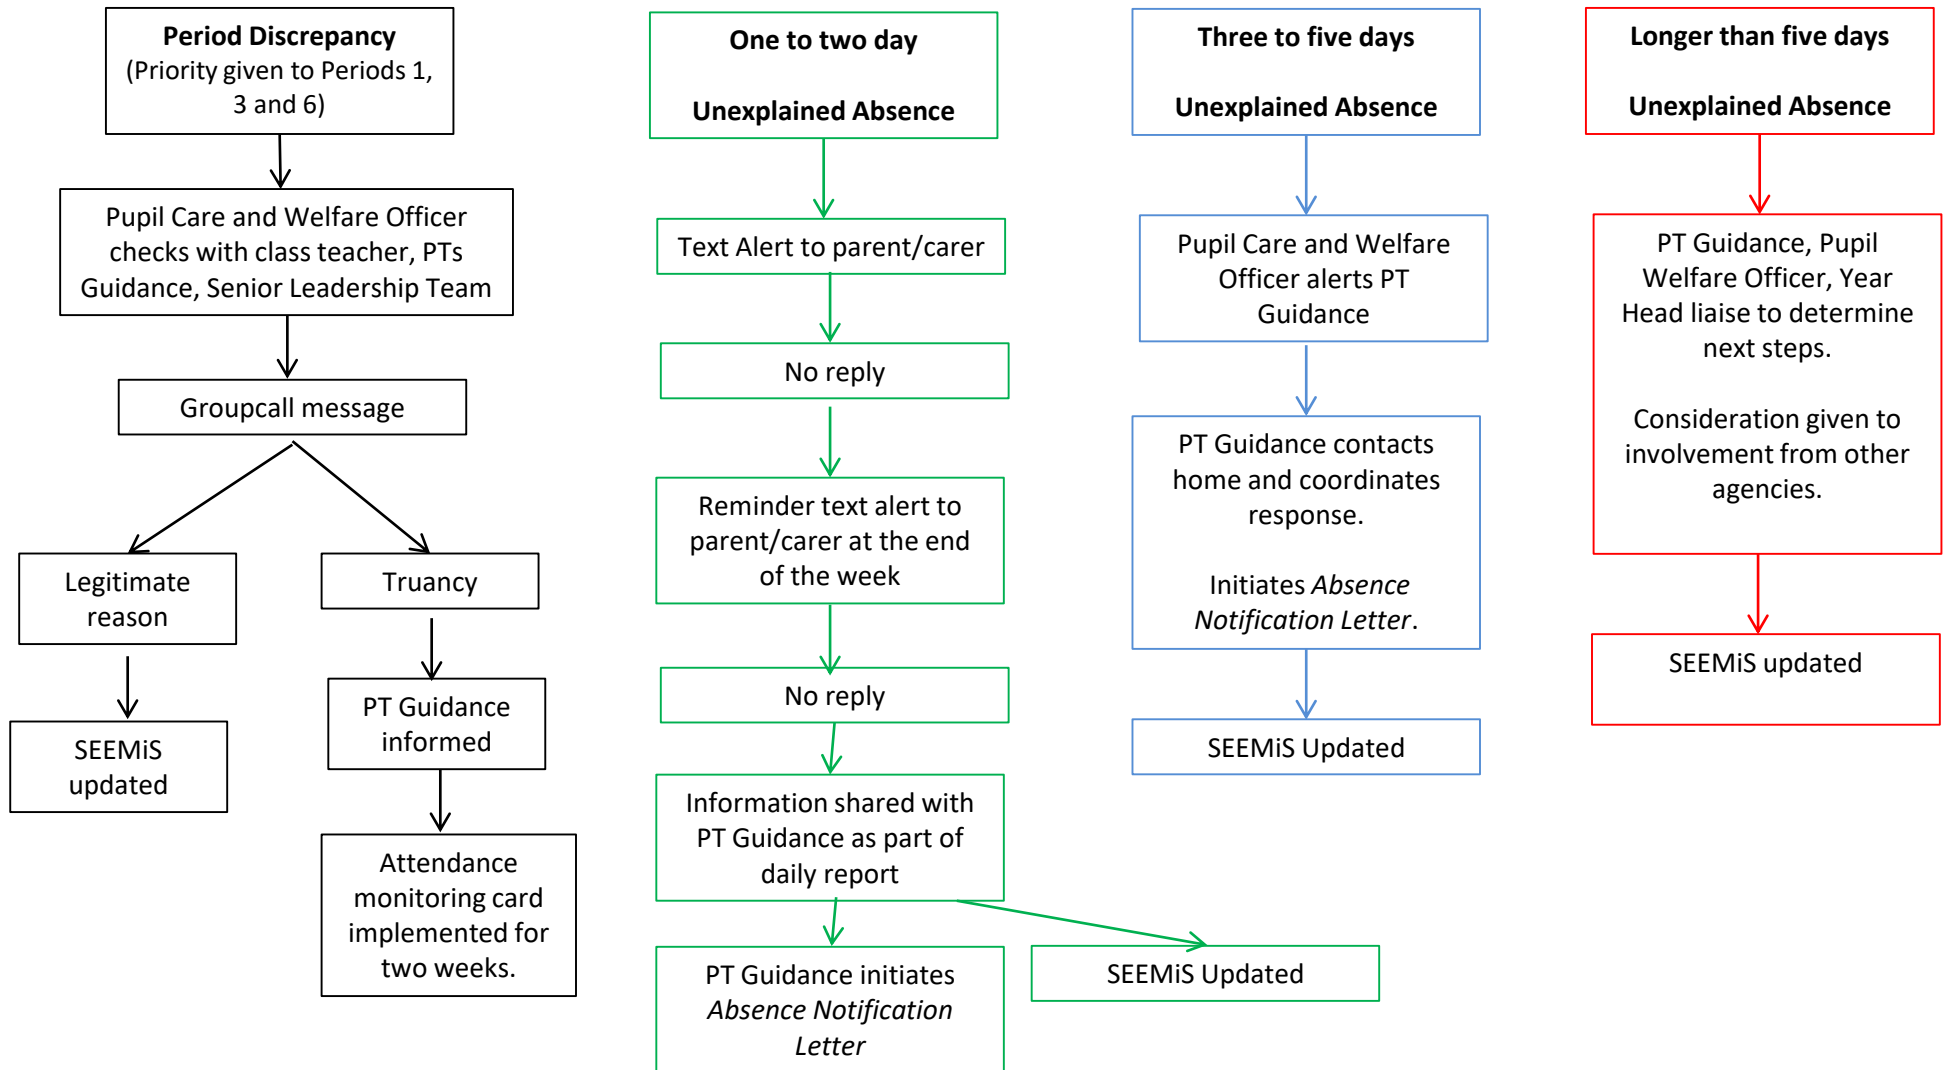 Period Discrepancy
(Priority given to Periods 1,
3 and 6)
Pupil Care and Welfare Officer
checks with class teacher, PTs
Guidance, Senior Leadership Team
Groupcall message
Legitimate
reason
SEEMiS
updated
Truancy
PT Guidance
informed
Attendance
monitoring card
implemented for
two weeks.
One to two day
Unexplained Absence
Text Alert to parent/carer
No reply
Reminder text alert to
parent/carer at the end
of the week
No reply
Information shared with
PT Guidance as part of
daily report
PT Guidance initiates
Absence Notification
Letter
SEEMiS Updated
Three to five days
Unexplained Absence
Pupil Care and Welfare
Officer alerts PT
Guidance
PT Guidance contacts
home and coordinates
response.
Initiates Absence
Notification Letter.
SEEMiS Updated
Longer than five days
Unexplained Absence
PT Guidance, Pupil
Welfare Officer, Year
Head liaise to determine
next steps.
Consideration given to
involvement from other
agencies.
SEEMiS updated